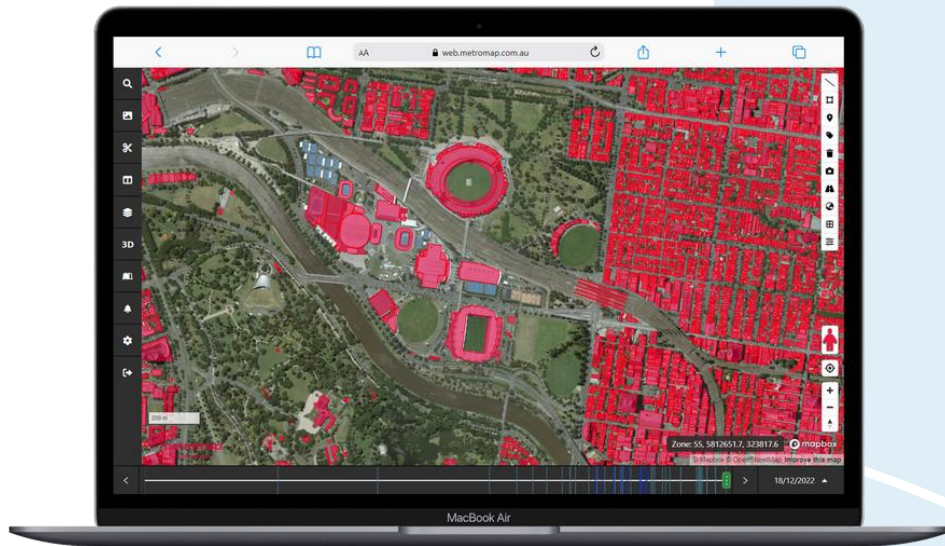 AA
web.metromap.com.au
3D
200 m
Zone: 55, 5812651.7, 323817.6
mapbox
© Mapbox © OpenStreetMap Improve this map
18/12/2022
MacBook Air